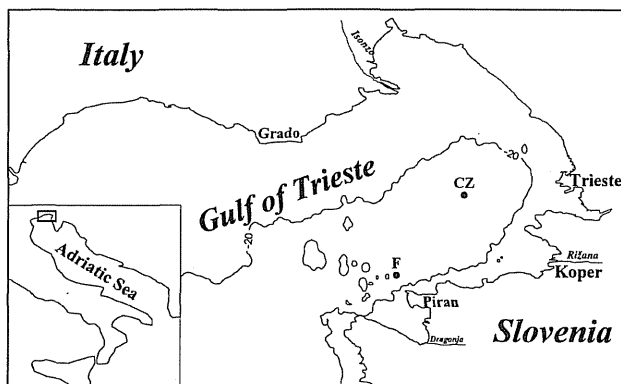 Italy
Isonzo
Grado
Gulf of Trieste
-20
CZ
Trieste
-20
Adriatic Sea
F
Rižana
Koper
Piran
Dragonja
Slovenia